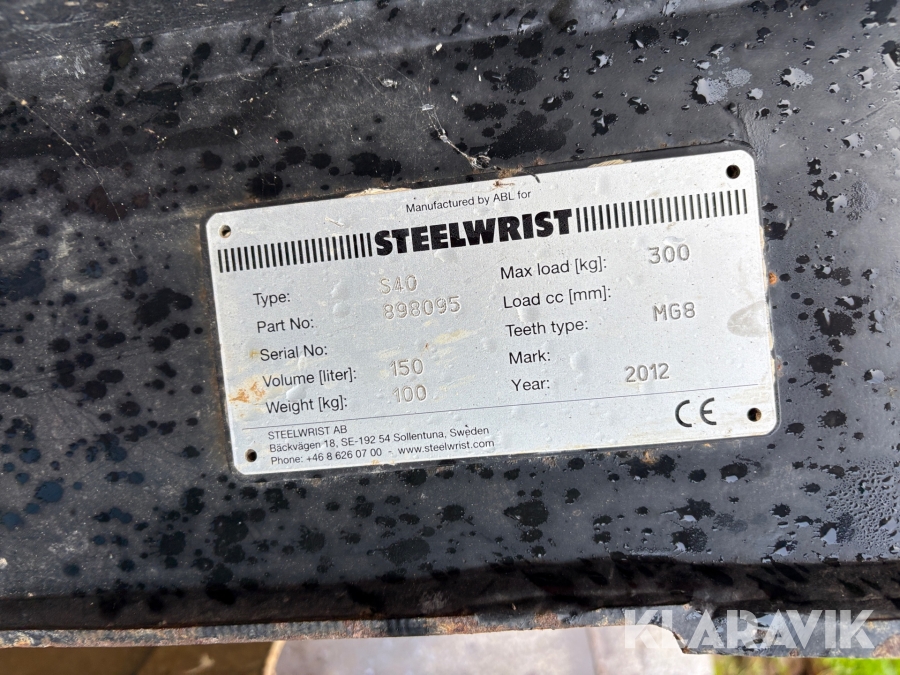 Manufactured by ABL for
STEELWRIST
Type: S40
Part No: 898095
Serial No:
Volume [liter]: 150
Weight [kg]: 100
Max load [kg]: 300
Load cc [mm]:
Teeth type: MG8
Mark:
Year: 2012
CE
STEELWRIST AB
Bäckvägen 18, SE-192 54 Sollentuna, Sweden
Phone: +46 8 626 07 00 - www.steelwrist.com
KLARAVIK